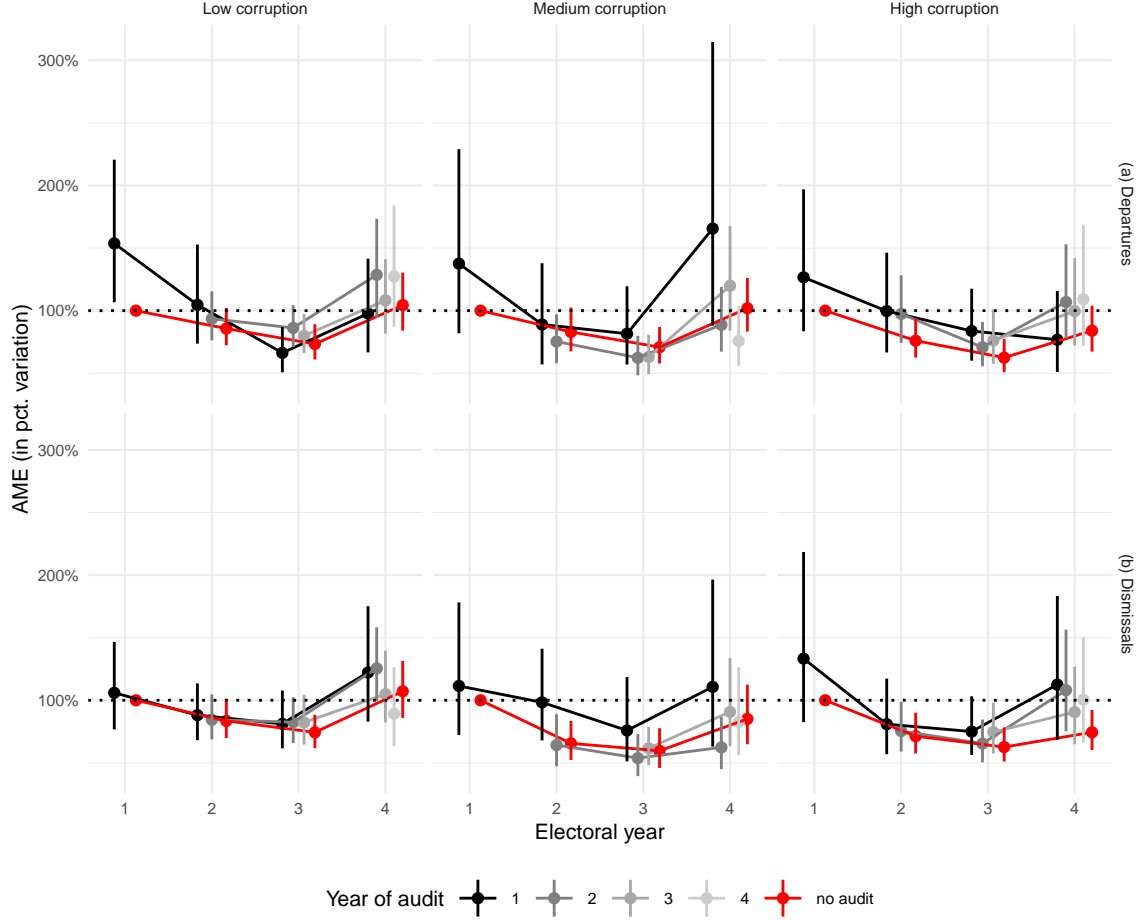 Low corruption
Medium corruption
High corruption
300%
200%
100%
(a) Departures
AME (in pct. variation)
300%
200%
100%
(b) Dismissals
1 2 3 4 1 2 3 4 1 2 3 4
Electoral year
Year of audit 1 2 3 4 no audit